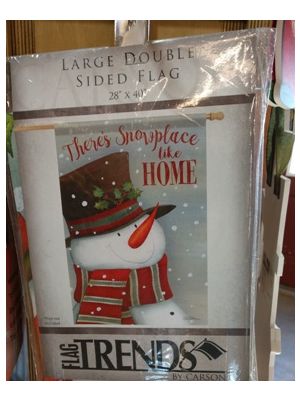 LARGE DOUBLE
SIDED FLAG
28" x 40"
There's Snowplace
like
HOME
FLAG
TRENDS
BY CARSON